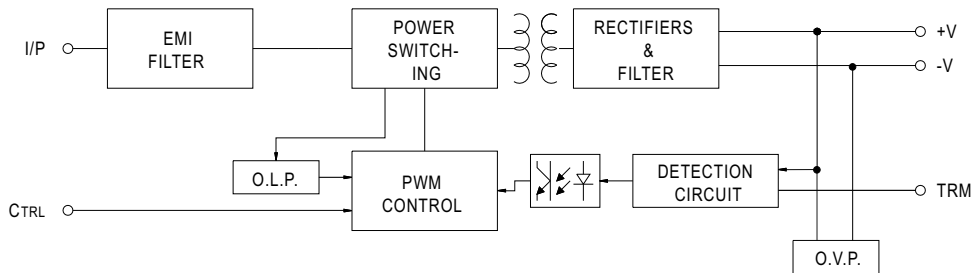 I/P
EMI
FILTER
POWER
SWITCH-
ING
RECTIFIERS
&
FILTER
+V
-V
O.L.P.
PWM
CONTROL
DETECTION
CIRCUIT
TRM
CTRL
O.V.P.